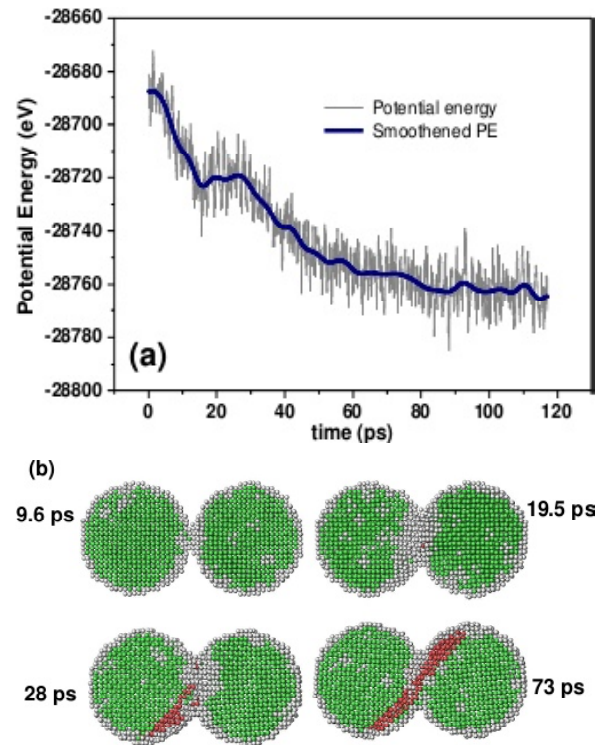 -28660
-28680
-28700
-28720
-28740
-28760
-28780
-28800
Potential Energy (eV)
Potential energy
Smoothened PE
(a)
0 20 40 60 80 100 120
time (ps)
(b)
9.6 ps
19.5 ps
28 ps
73 ps